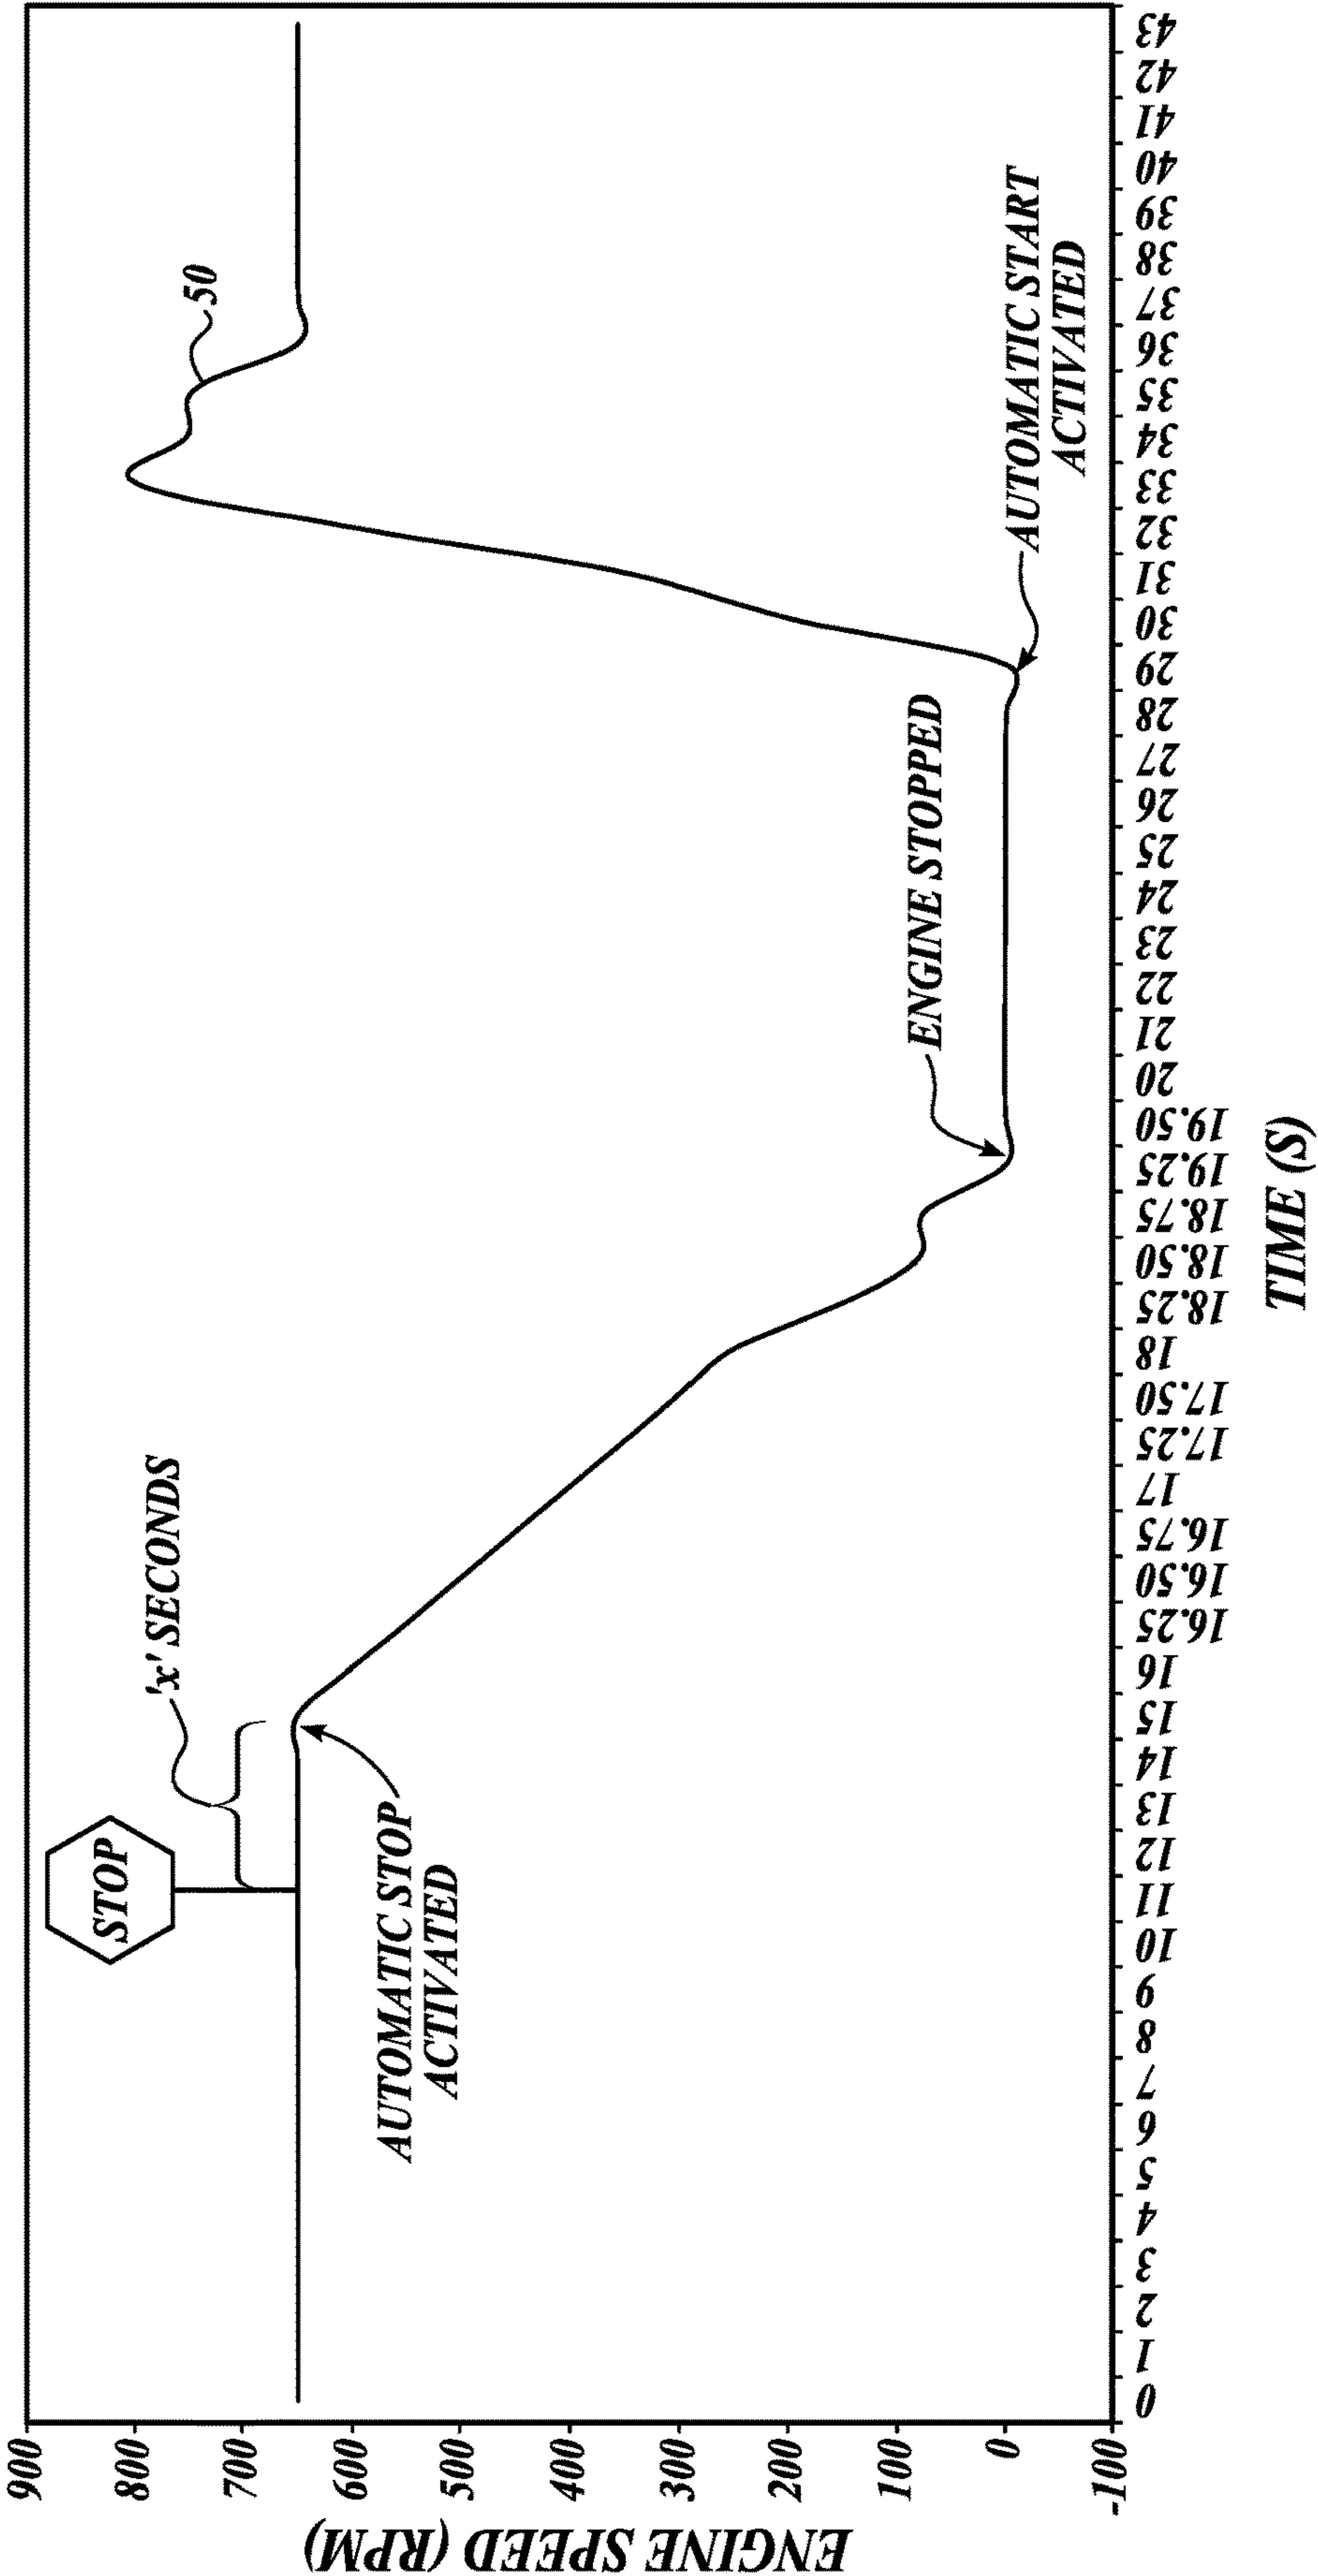 STOP
'x' SECONDS
50
AUTOMATIC STOP
ACTIVATED
ENGINE STOPPED
AUTOMATIC START
ACTIVATED
ENGINE SPEED (RPM)
900
800
700
600
500
400
300
200
100
0
-100
0 1 2 3 4 5 6 7 8 9 10 11 12 13 14 15 16 16.25 16.50 16.75 17 17.25 17.50 18 18.25 18.50 18.75 19.25 19.50 20 21 22 23 24 25 26 27 28 29 30 31 32 33 34 35 36 37 38 39 40 41 42 43
TIME (S)